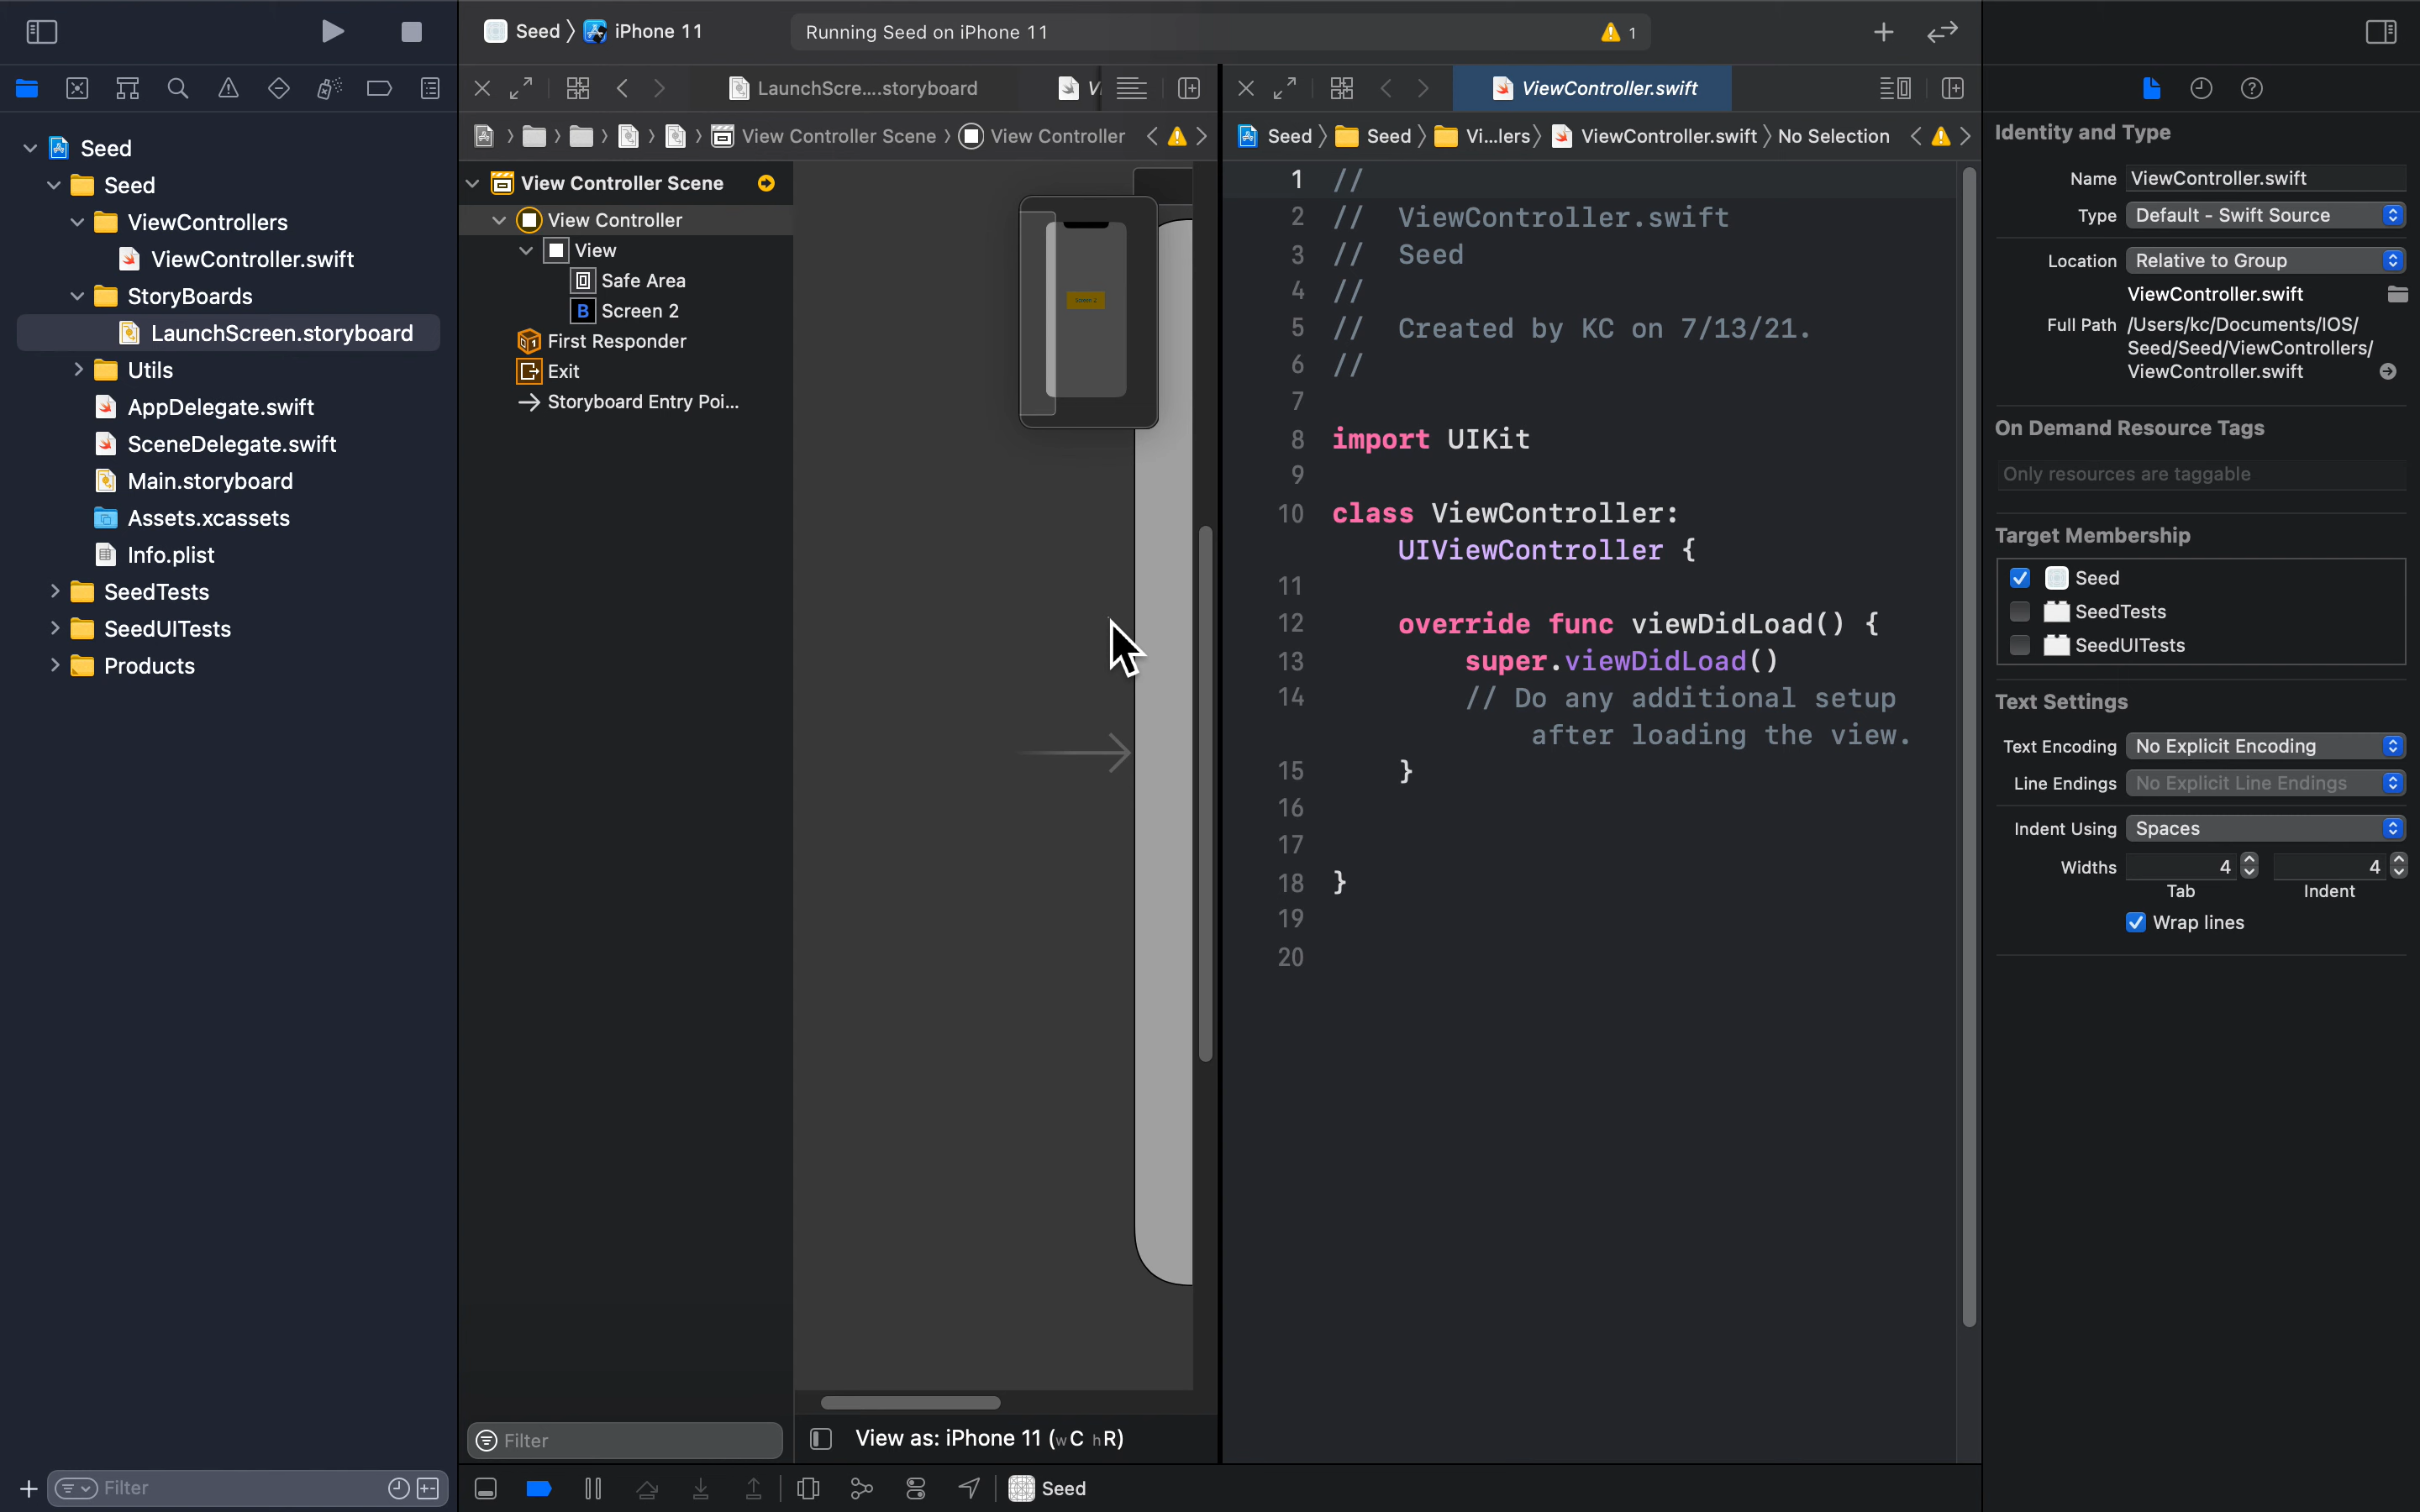 Seed
iPhone 11
Running Seed on iPhone 11
1
LaunchScre....storyboard
ViewController.swift
View Controller Scene
View Controller
Seed
Seed
Vi...lers
ViewController.swift
No Selection
Seed
Seed
ViewControllers
ViewController.swift
StoryBoards
LaunchScreen.storyboard
Utils
AppDelegate.swift
SceneDelegate.swift
Main.storyboard
Assets.xcassets
Info.plist
SeedTests
SeedUITests
Products
Filter
View Controller Scene
View Controller
View
Safe Area
B Screen 2
First Responder
Exit
Storyboard Entry Poi...
Filter
Screen 2
View as: iPhone 11 (wC hR)
Seed
1 //
2 // ViewController.swift
3 // Seed
4 //
5 // Created by KC on 7/13/21.
6 //
7
8 import UIKit
9
10 class ViewController:
UIViewController {
11
12 override func viewDidLoad() {
13 super.viewDidLoad()
14 // Do any additional setup
after loading the view.
15 }
16
17
18 }
19
20
Identity and Type
Name ViewController.swift
Type Default - Swift Source
Location Relative to Group
ViewController.swift
Full Path /Users/kc/Documents/IOS/
Seed/Seed/ViewControllers/
ViewController.swift
On Demand Resource Tags
Only resources are taggable
Target Membership
Seed
SeedTests
SeedUITests
Text Settings
Text Encoding No Explicit Encoding
Line Endings No Explicit Line Endings
Indent Using Spaces
Widths 4 4
Tab Indent
Wrap lines